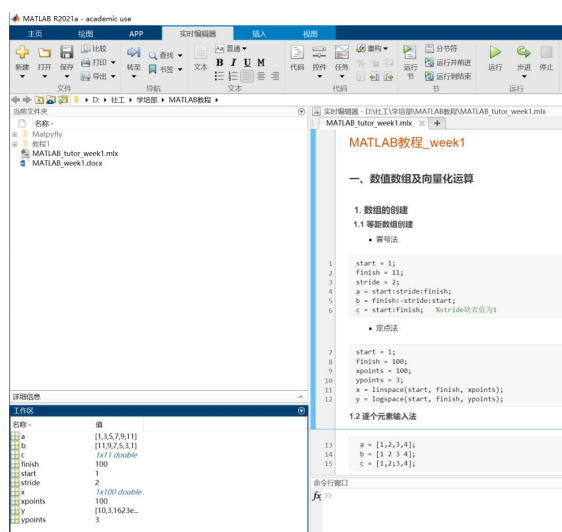 MATLAB R2021a - academic use
主页 绘图 APP 实时编辑器 插入 视图
新建 打开 保存 比较 打印 导出 转至 查找 书签 文本 普通 B I U M 代码 控件 任务 重构 运行节 分节符 运行并前进 运行到结束 运行 步进 停止
文件 导航 文本 代码 节 运行
D: 社工 学培部 MATLAB教程
当前文件夹
名称
Matpyfly
教程1
MATLAB_tutor_week1.mlx
MATLAB_week1.docx
详细信息
工作区
名称 值
a [1,3,5,7,9,11]
b [11,9,7,5,3,1]
c 1x11 double
finish 100
start 1
stride 2
x 1x100 double
xpoints 100
y [10,3.1623e...
ypoints 3
实时编辑器 - D:\社工\学培部\MATLAB教程\MATLAB_tutor_week1.mlx
MATLAB_tutor_week1.mlx
MATLAB教程_week1
一、数值数组及向量化运算
1. 数组的创建
1.1 等距数组创建
• 冒号法
1 start = 1;
2 finish = 11;
3 stride = 2;
4 a = start:stride:finish;
5 b = finish:-stride:start;
6 c = start:finish; %stride缺省值为1
• 定点法
7 start = 1;
8 finish = 100;
9 xpoints = 100;
10 ypoints = 3;
11 x = linspace(start, finish, xpoints);
12 y = logspace(start, finish, ypoints);
1.2 逐个元素输入法
13 a = [1,2,3,4];
14 b = [1 2 3 4];
15 c = [1,2;3,4];
命令行窗口
fx >>